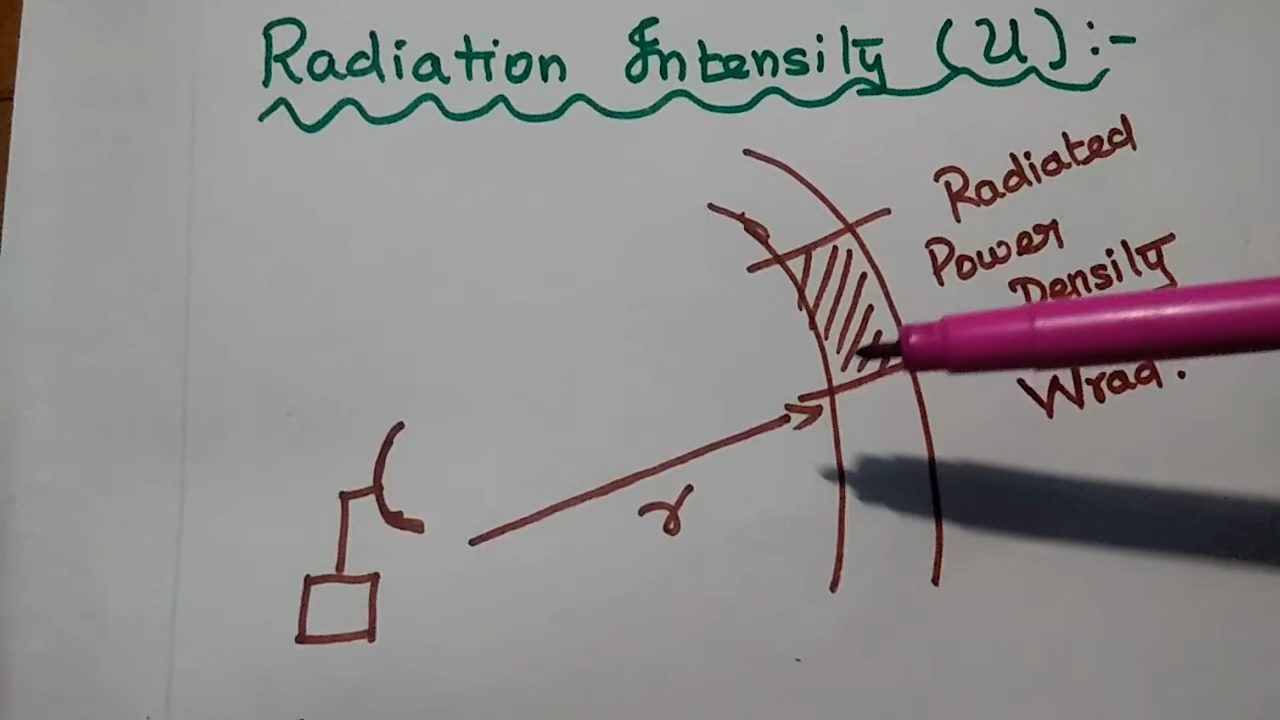 Radiation Intensity (U):-
Radiated
Power
Density
Wrad.
r